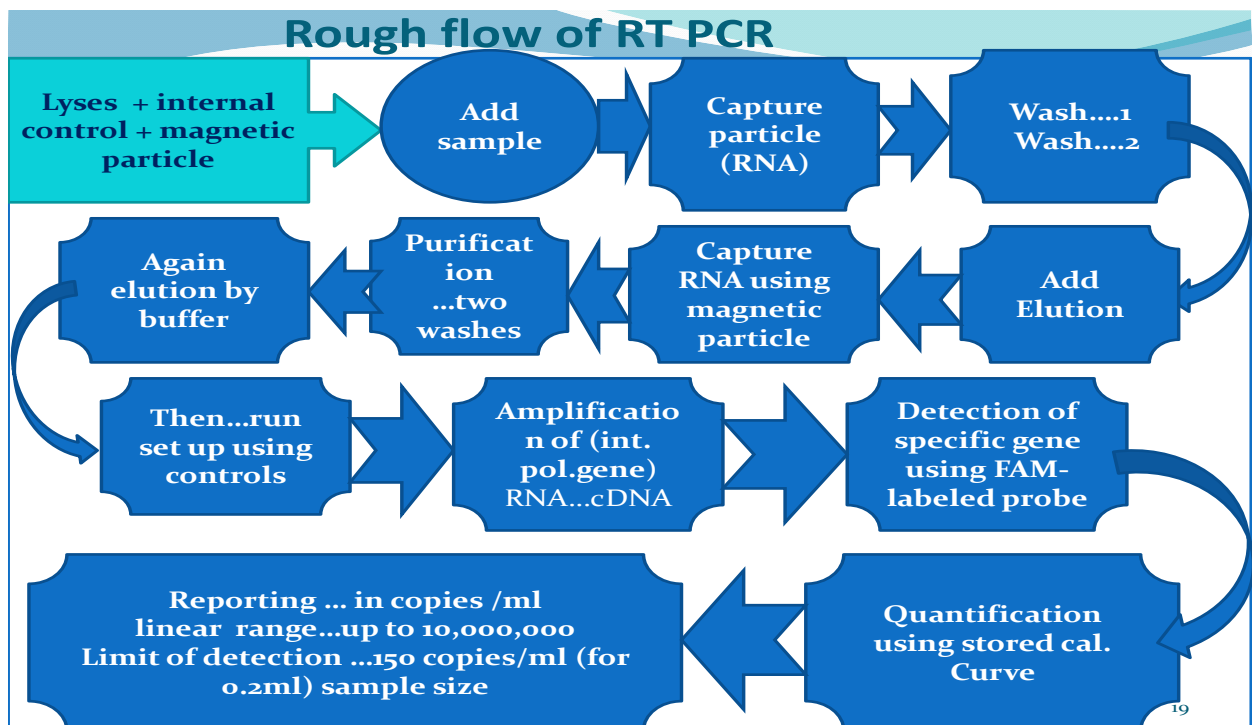 Rough flow of RT PCR
Lyses + internal
control + magnetic
particle
Add
sample
Capture
particle
(RNA)
Wash....1
Wash....2
Add
Elution
Capture
RNA using
magnetic
particle
Purificat
ion
...two
washes
Again
elution by
buffer
Then...run
set up using
controls
Amplificatio
n of (int.
pol.gene)
RNA...cDNA
Detection of
specific gene
using FAM-
labeled probe
Quantification
using stored cal.
Curve
Reporting ... in copies /ml
linear range...up to 10,000,000
Limit of detection ...150 copies/ml (for
0.2ml) sample size
19